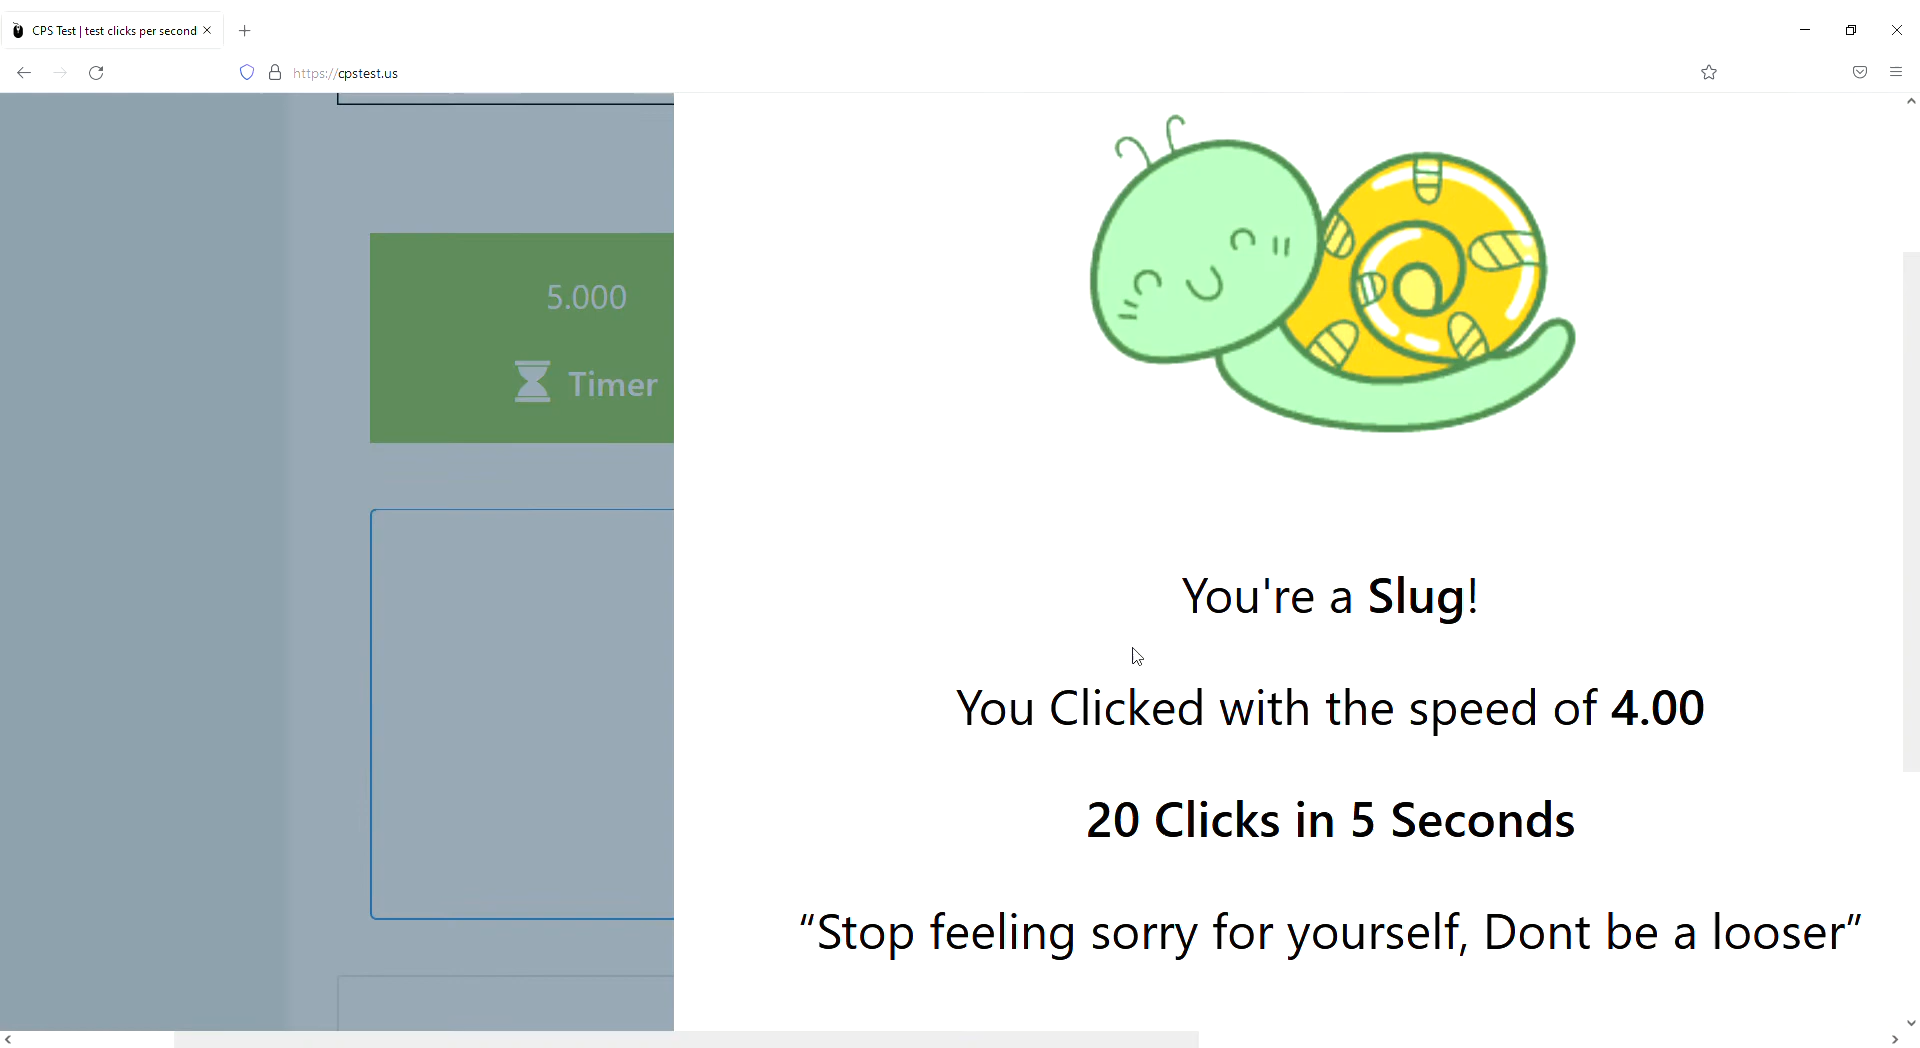 CPS Test | test clicks per second
https://cpstest.us
5.000
Timer
You're a Slug!
You Clicked with the speed of 4.00
20 Clicks in 5 Seconds
“Stop feeling sorry for yourself, Dont be a looser”